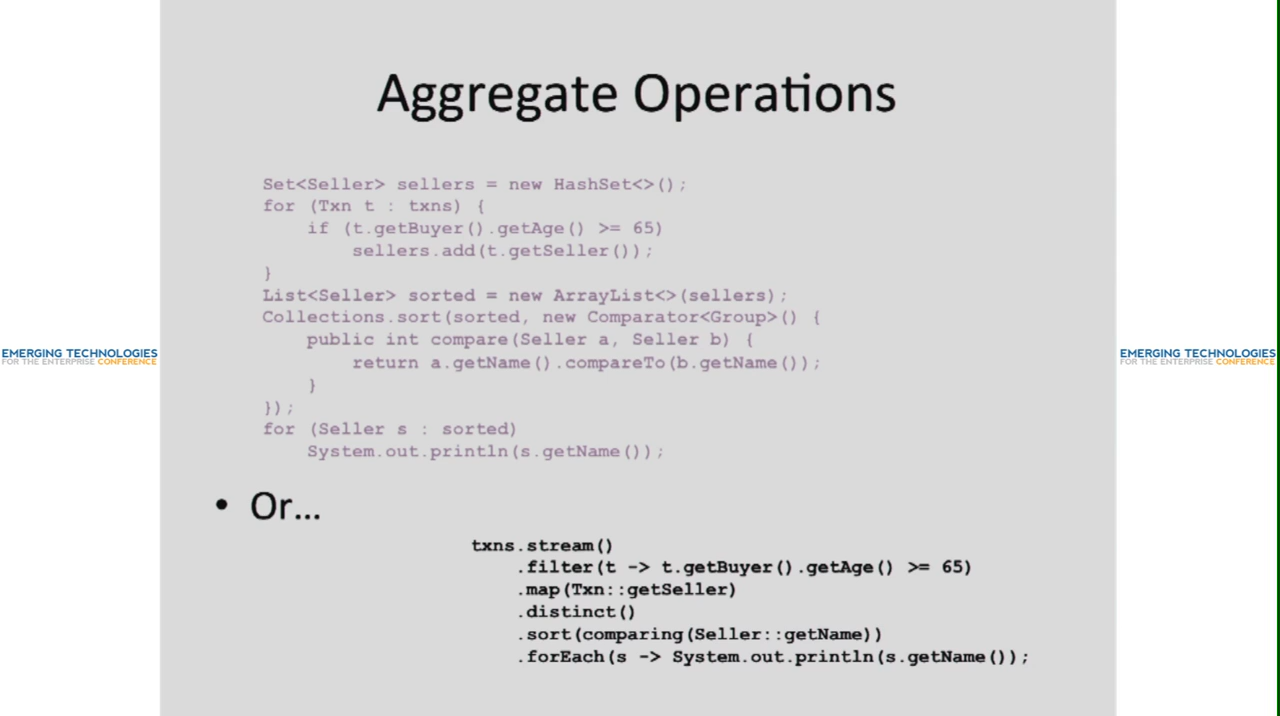 Aggregate Operations
Set<Seller> sellers = new HashSet<>();
for (Txn t : txns) {
    if (t.getBuyer().getAge() >= 65)
        sellers.add(t.getSeller());
}
List<Seller> sorted = new ArrayList<>(sellers);
Collections.sort(sorted, new Comparator<Group>() {
    public int compare(Seller a, Seller b) {
        return a.getName().compareTo(b.getName());
    }
});
for (Seller s : sorted)
    System.out.println(s.getName());
• Or…
txns.stream()
    .filter(t -> t.getBuyer().getAge() >= 65)
    .map(Txn::getSeller)
    .distinct()
    .sort(comparing(Seller::getName))
    .forEach(s -> System.out.println(s.getName());
EMERGING TECHNOLOGIES
FOR THE ENTERPRISE CONFERENCE
EMERGING TECHNOLOGIES
FOR THE ENTERPRISE CONFERENCE